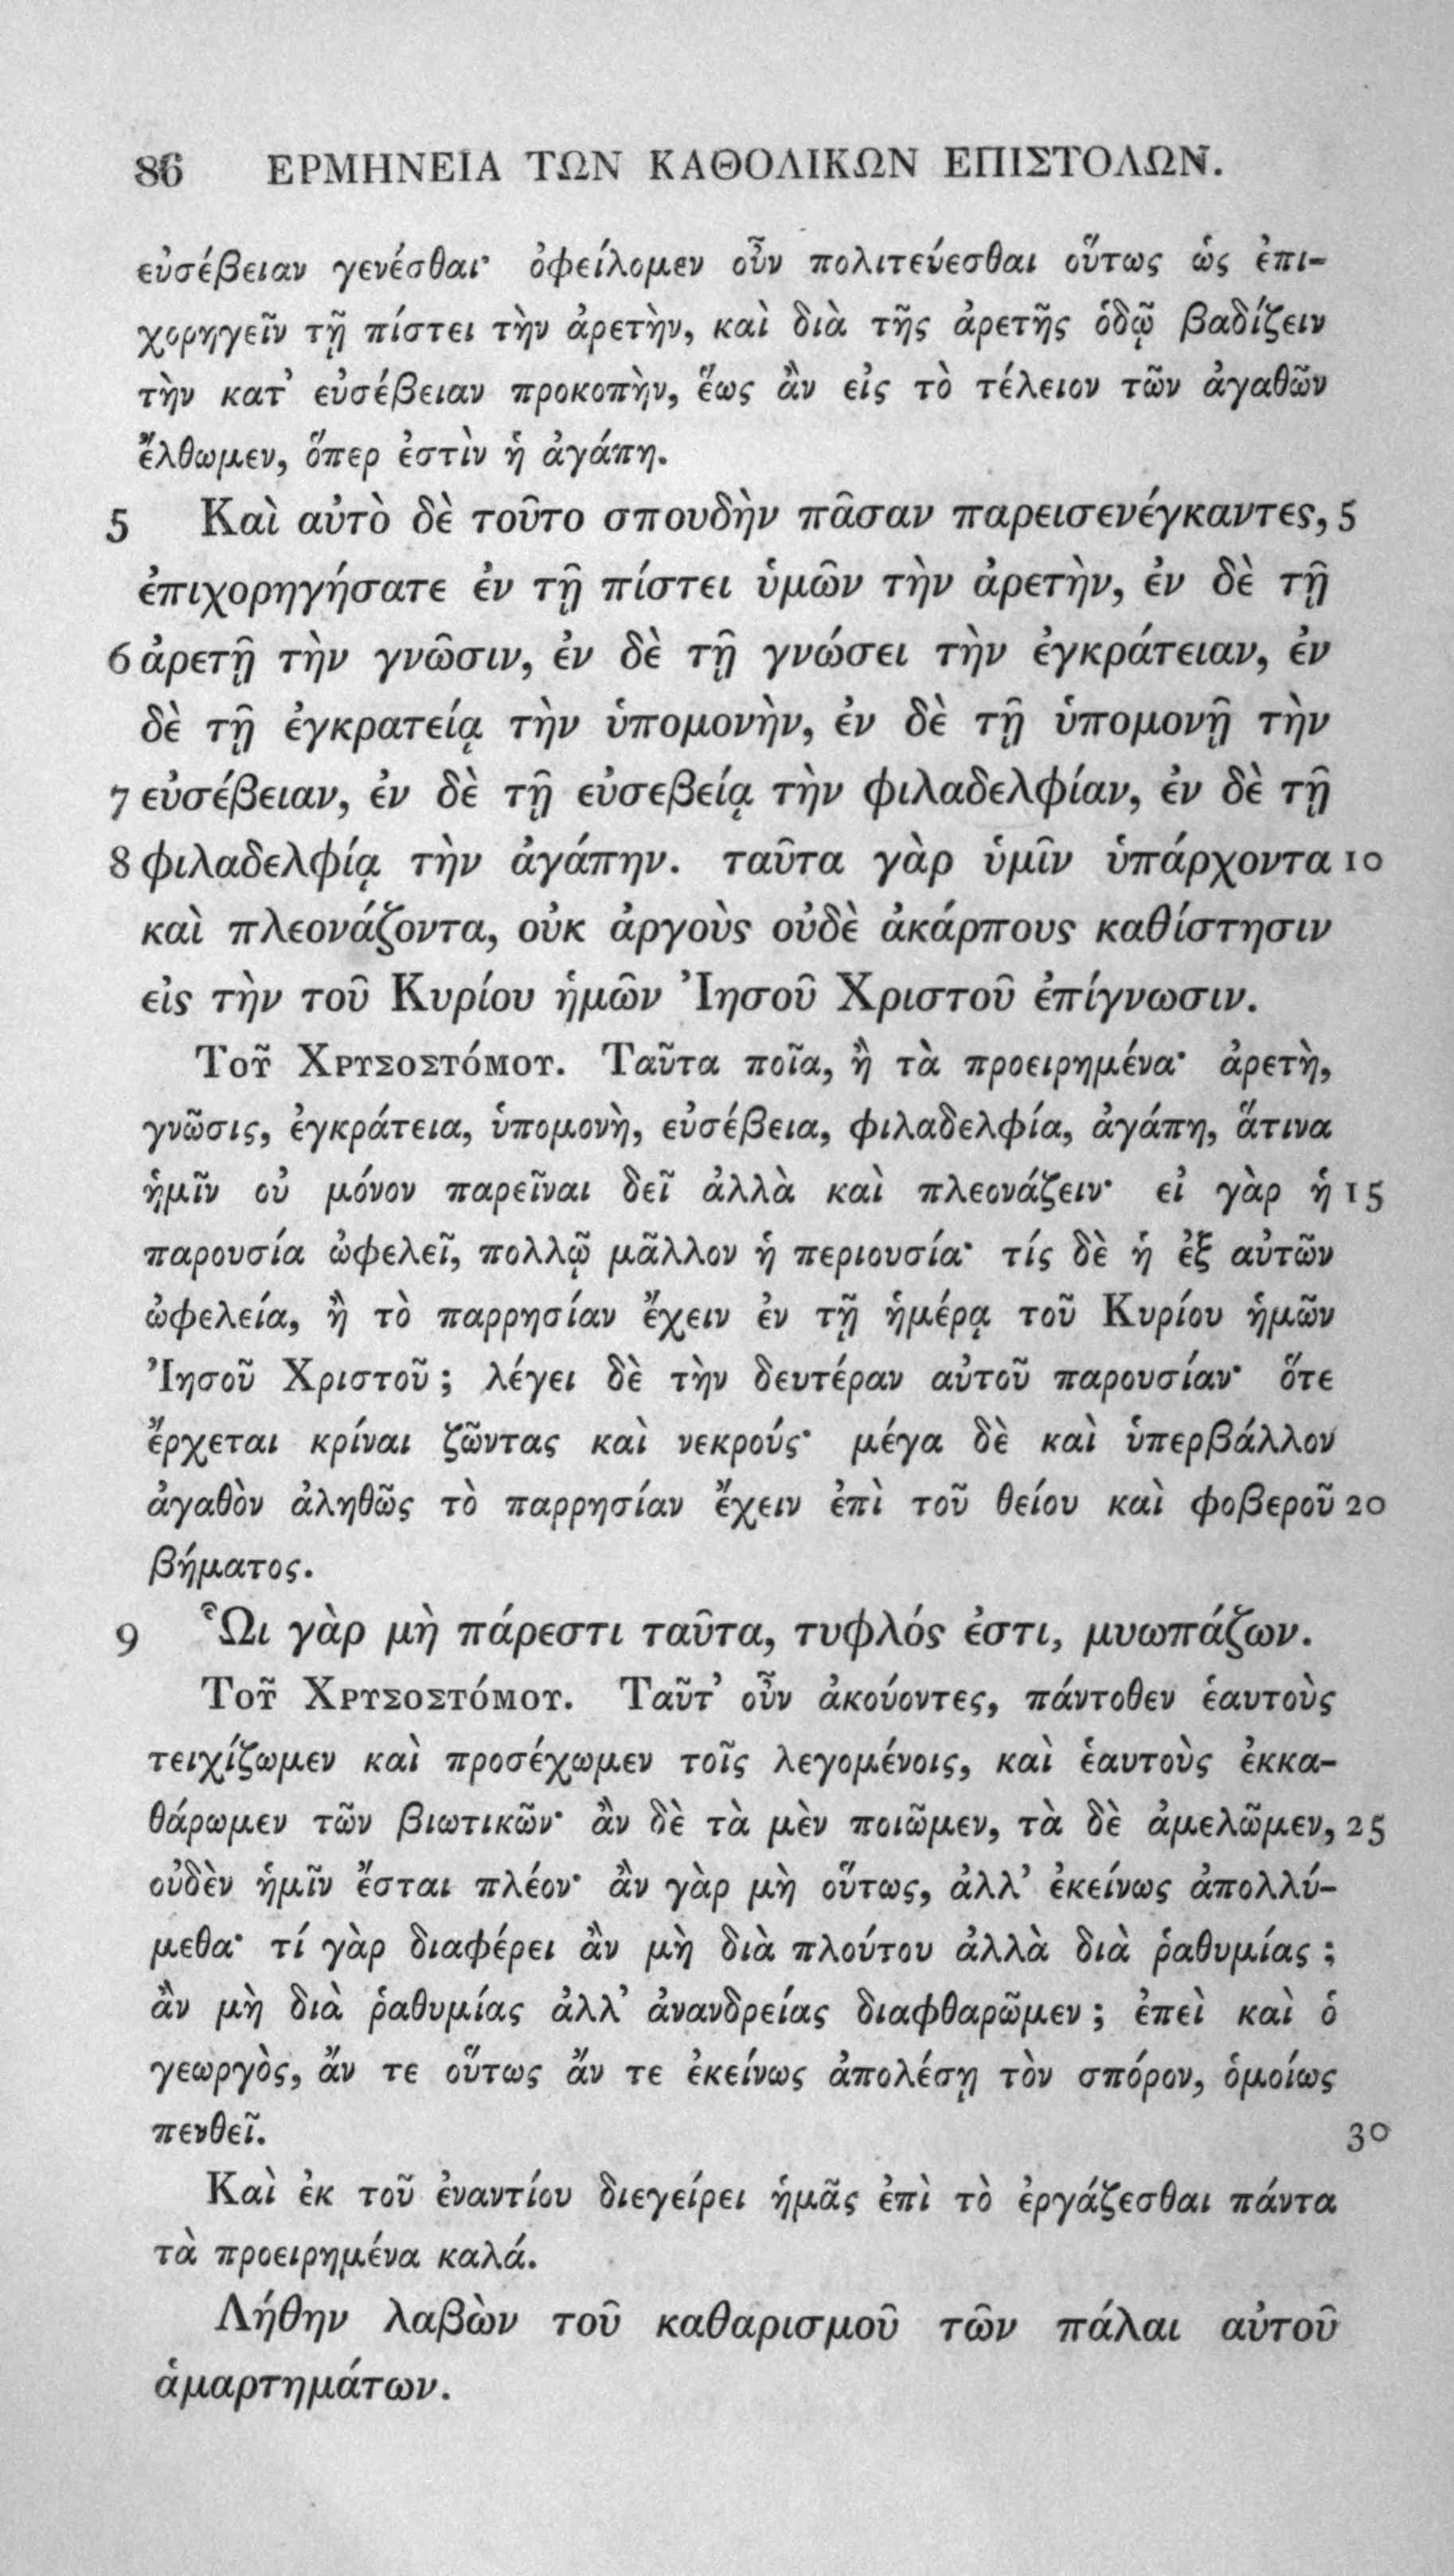 86 ΕΡΜΗΝΕΙΑ ΤΩΝ ΚΑΘΟΛΙΚΩΝ ΕΠΙΣΤΟΛΩΝ.
εὐσέβειαν γενέσθαι· ὀφείλομεν οὖν πολιτεύεσθαι οὕτως ὡς ἐπι-
χορηγεῖν τῇ πίστει τὴν ἀρετὴν, καὶ διὰ τῆς ἀρετῆς ὁδῷ βαδίζειν
τὴν κατ’ εὐσέβειαν προκοπὴν, ἕως ἂν εἰς τὸ τέλειον τῶν ἀγαθῶν
ἔλθωμεν, ὅπερ ἐστὶν ἡ ἀγάπη.
5 Καὶ αὐτὸ δὲ τοῦτο σπουδὴν πᾶσαν παρεισενέγκαντες, 5
ἐπιχορηγήσατε ἐν τῇ πίστει ὑμῶν τὴν ἀρετὴν, ἐν δὲ τῇ
6 ἀρετῇ τὴν γνῶσιν, ἐν δὲ τῇ γνώσει τὴν ἐγκράτειαν, ἐν
δὲ τῇ ἐγκρατείᾳ τὴν ὑπομονὴν, ἐν δὲ τῇ ὑπομονῇ τὴν
7 εὐσέβειαν, ἐν δὲ τῇ εὐσεβείᾳ τὴν φιλαδελφίαν, ἐν δὲ τῇ
8 φιλαδελφίᾳ τὴν ἀγάπην. ταῦτα γὰρ ὑμῖν ὑπάρχοντα 10
καὶ πλεονάζοντα, οὐκ ἀργοὺς οὐδὲ ἀκάρπους καθίστησιν
εἰς τὴν τοῦ Κυρίου ἡμῶν Ἰησοῦ Χριστοῦ ἐπίγνωσιν.
Τοῦ Χρυσοστόμου. Ταῦτα ποῖα, ἢ τὰ προειρημένα· ἀρετὴ,
γνῶσις, ἐγκράτεια, ὑπομονὴ, εὐσέβεια, φιλαδελφία, ἀγάπη, ἅτινα
ἡμῖν οὐ μόνον παρεῖναι δεῖ ἀλλὰ καὶ πλεονάζειν· εἰ γὰρ ἡ 15
παρουσία ὠφελεῖ, πολλῷ μᾶλλον ἡ περιουσία· τίς δὲ ἡ ἐξ αὐτῶν
ὠφελεία, ἢ τὸ παρρησίαν ἔχειν ἐν τῇ ἡμέρᾳ τοῦ Κυρίου ἡμῶν
Ἰησοῦ Χριστοῦ ; λέγει δὲ τὴν δευτέραν αὐτοῦ παρουσίαν· ὅτε
ἔρχεται κρίναι ζῶντας καὶ νεκρούς· μέγα δὲ καὶ ὑπερβάλλον
ἀγαθὸν ἀληθῶς τὸ παρρησίαν ἔχειν ἐπὶ τοῦ θείου καὶ φοβεροῦ 20
βήματος.
9 ῟Ωι γὰρ μὴ πάρεστι ταῦτα, τυφλός ἐστι, μυωπάζων.
Τοῦ Χρυσοστόμου. Ταῦτ’ οὖν ἀκούοντες, πάντοθεν ἑαυτοὺς
τειχίζωμεν καὶ προσέχωμεν τοῖς λεγομένοις, καὶ ἑαυτοὺς ἐκκα-
θάρωμεν τῶν βιωτικῶν· ἂν δὲ τὰ μὲν ποιῶμεν, τὰ δὲ ἀμελῶμεν, 25
οὐδὲν ἡμῖν ἔσται πλέον· ἂν γὰρ μὴ οὕτως, ἀλλ’ ἐκείνως ἀπολλύ-
μεθα· τί γὰρ διαφέρει ἂν μὴ διὰ πλούτου ἀλλὰ διὰ ῥαθυμίας ;
ἂν μὴ διὰ ῥαθυμίας ἀλλ’ ἀνανδρείας διαφθαρῶμεν ; ἐπεὶ καὶ ὁ
γεωργὸς, ἄν τε οὕτως ἄν τε ἐκείνως ἀπολέσῃ τὸν σπόρον, ὁμοίως
πενθεῖ. 30
Καὶ ἐκ τοῦ ἐναντίου διεγείρει ἡμᾶς ἐπὶ τὸ ἐργάζεσθαι πάντα
τὰ προειρημένα καλά.
Λήθην λαβὼν τοῦ καθαρισμοῦ τῶν πάλαι αὐτοῦ
ἁμαρτημάτων.